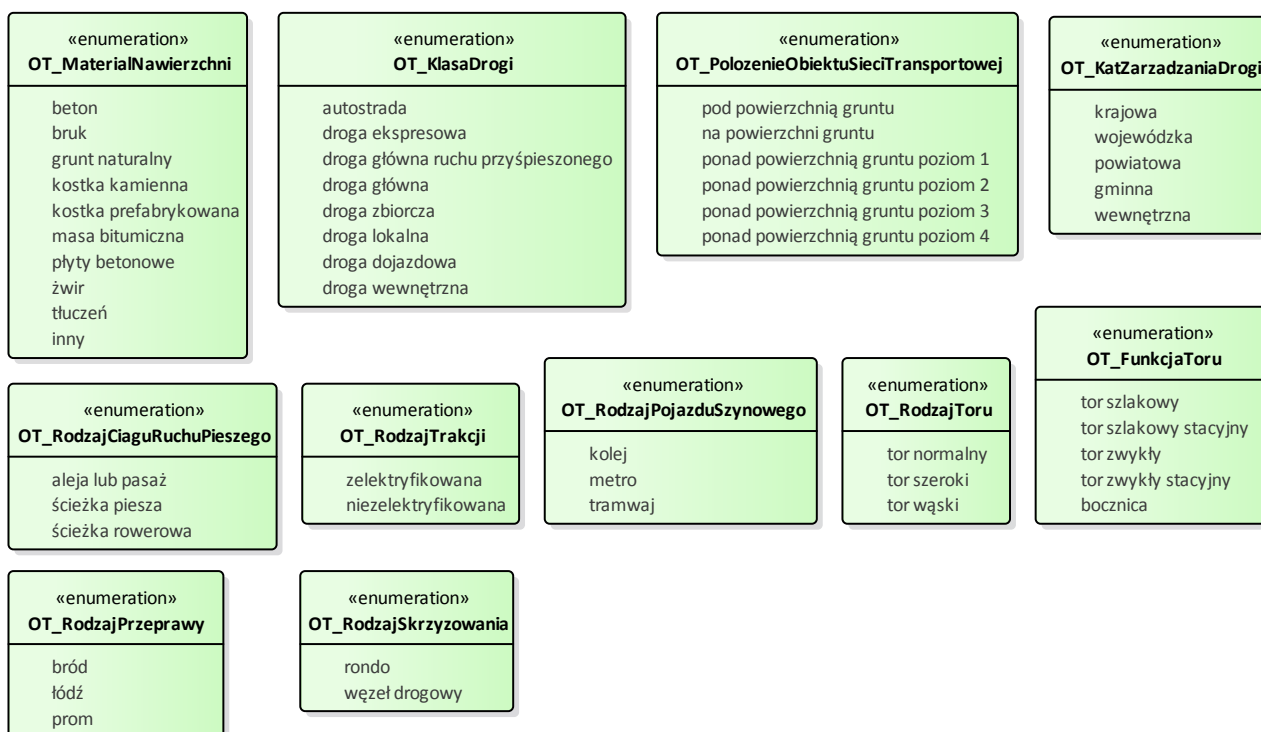 «enumeration»
OT_MaterialNawierzchni
beton
bruk
grunt naturalny
kostka kamienna
kostka prefabrykowana
masa bitumiczna
płyty betonowe
żwir
tłuczeń
inny
«enumeration»
OT_KlasaDrogi
autostrada
droga ekspresowa
droga główna ruchu przyśpieszonego
droga główna
droga zbiorcza
droga lokalna
droga dojazdowa
droga wewnętrzna
«enumeration»
OT_PolozenieObiektuSieciTransportowej
pod powierzchnią gruntu
na powierzchni gruntu
ponad powierzchnią gruntu poziom 1
ponad powierzchnią gruntu poziom 2
ponad powierzchnią gruntu poziom 3
ponad powierzchnią gruntu poziom 4
«enumeration»
OT_KatZarzadzaniaDrogi
krajowa
wojewódzka
powiatowa
gminna
wewnętrzna
«enumeration»
OT_RodzajCiaguRuchuPieszego
aleja lub pasaż
ścieżka piesza
ścieżka rowerowa
«enumeration»
OT_RodzajTrakcji
zelektryfikowana
niezelektryfikowana
«enumeration»
OT_RodzajPojazduSzynowego
kolej
metro
tramwaj
«enumeration»
OT_RodzajToru
tor normalny
tor szeroki
tor wąski
«enumeration»
OT_FunkcjaToru
tor szlakowy
tor szlakowy stacyjny
tor zwykły
tor zwykły stacyjny
bocznica
«enumeration»
OT_RodzajPrzeprawy
bród
łódź
prom
«enumeration»
OT_RodzajSkrzyzowania
rondo
węzeł drogowy